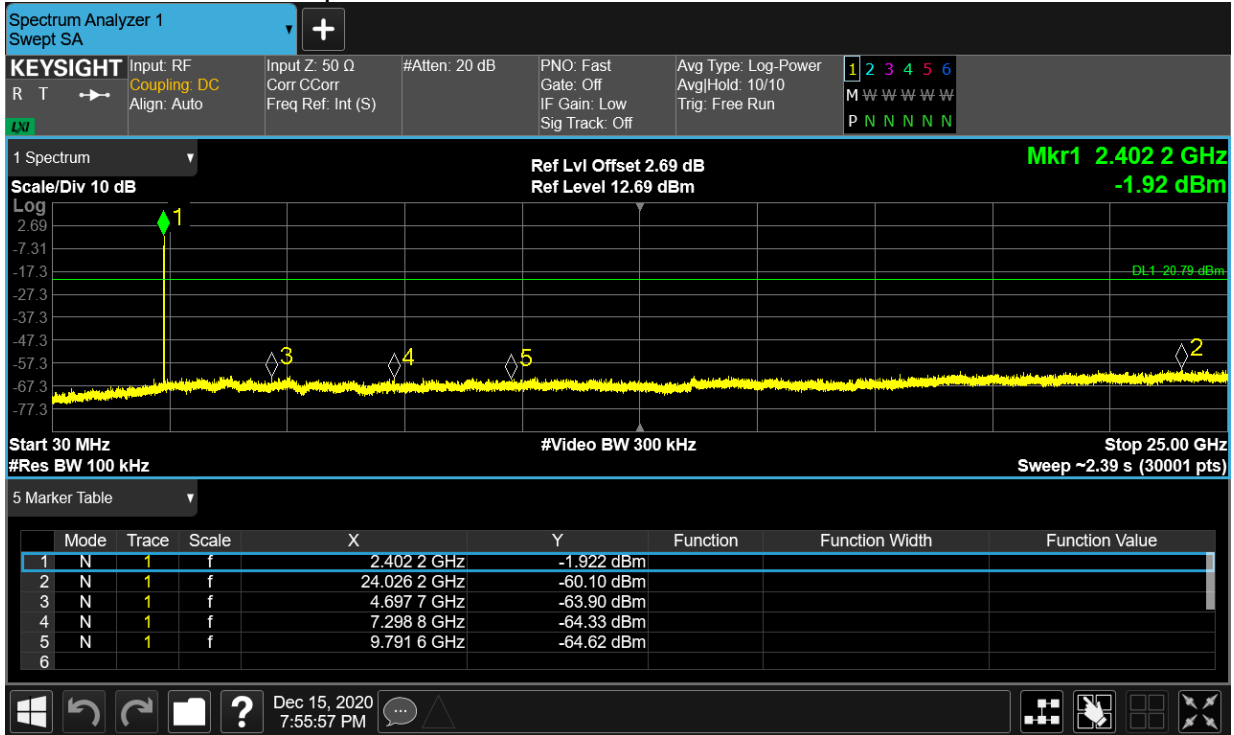 Spectrum Analyzer 1
Swept SA
KEYSIGHT
R T
LXI
Input: RF
Coupling: DC
Align: Auto
Input Z: 50 Ω
Corr CCorr
Freq Ref: Int (S)
#Atten: 20 dB
PNO: Fast
Gate: Off
IF Gain: Low
Sig Track: Off
Avg Type: Log-Power
Avg|Hold: 10/10
Trig: Free Run
1 2 3 4 5 6
M W W W W W
P N N N N N
1 Spectrum
Scale/Div 10 dB
Ref Lvl Offset 2.69 dB
Ref Level 12.69 dBm
Mkr1 2.402 2 GHz
-1.92 dBm
Log
2.69
-7.31
-17.3
-27.3
-37.3
-47.3
-57.3
-67.3
-77.3
1
3
4
5
2
DL1 -20.79 dBm
Start 30 MHz
#Video BW 300 kHz
Stop 25.00 GHz
#Res BW 100 kHz
Sweep ~2.39 s (30001 pts)
5 Marker Table
Mode Trace Scale X Y Function Function Width Function Value
1 N 1 f 2.402 2 GHz -1.922 dBm
2 N 1 f 24.026 2 GHz -60.10 dBm
3 N 1 f 4.697 7 GHz -63.90 dBm
4 N 1 f 7.298 8 GHz -64.33 dBm
5 N 1 f 9.791 6 GHz -64.62 dBm
6
?
Dec 15, 2020
7:55:57 PM